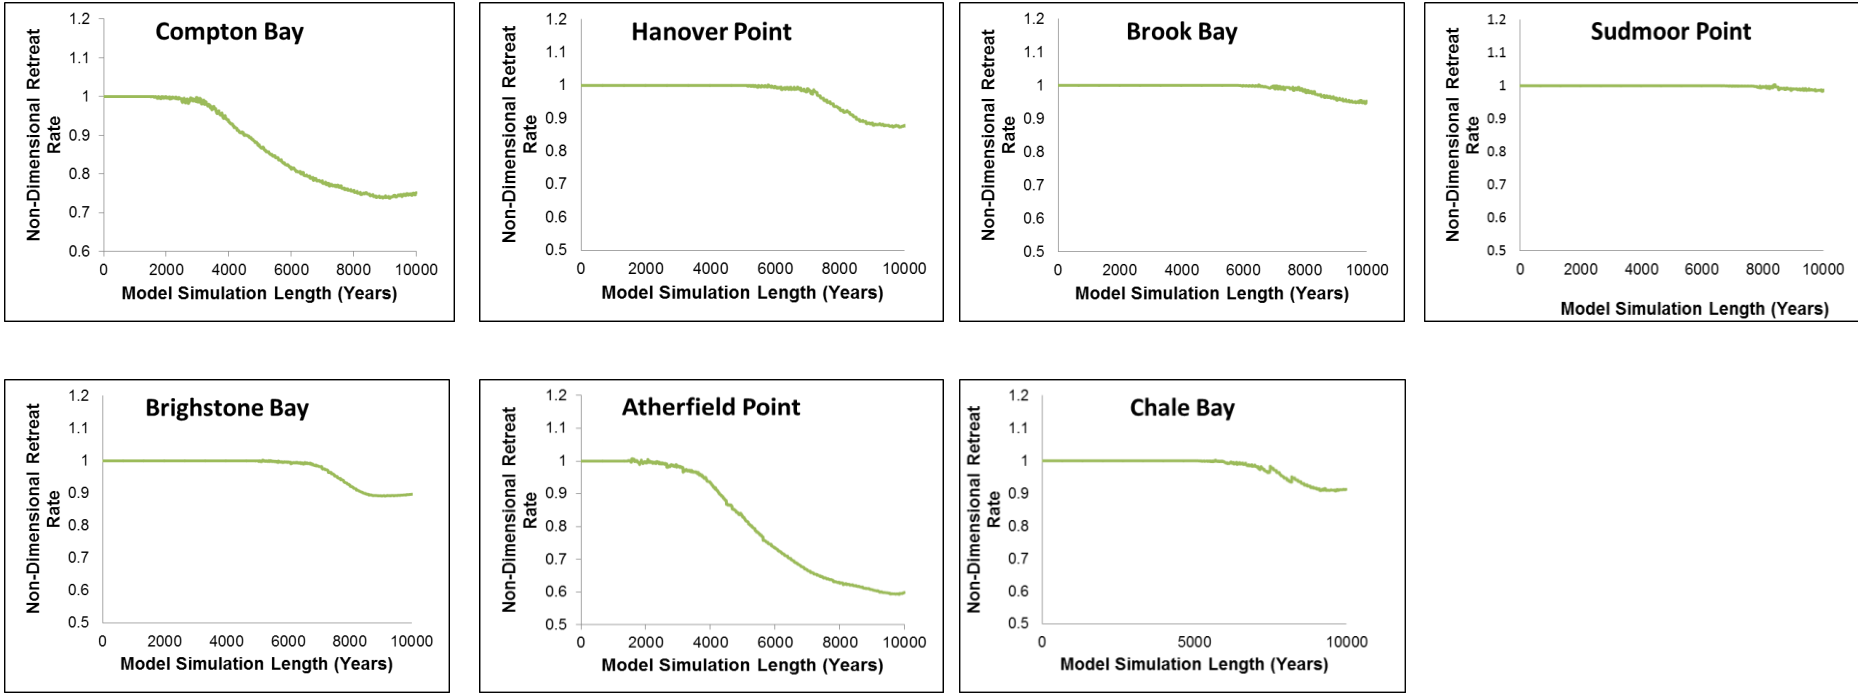 Compton Bay
Non-Dimensional Retreat
Rate
1.2
1.1
1
0.9
0.8
0.7
0.6
0 2000 4000 6000 8000 10000
Model Simulation Length (Years)
Hanover Point
Non-Dimensional Retreat
Rate
1.2
1.1
1
0.9
0.8
0.7
0.6
0.5
0 2000 4000 6000 8000 10000
Model Simulation Length (Years)
Brook Bay
Non-Dimensional Retreat
Rate
1.2
1.1
1
0.9
0.8
0.7
0.6
0.5
0 2000 4000 6000 8000 10000
Model Simulation Length (Years)
Sudmoor Point
Non-Dimensional Retreat
Rate
1.2
1.1
1
0.9
0.8
0.7
0.6
0.5
0 2000 4000 6000 8000 10000
Model Simulation Length (Years)
Brighstone Bay
Non-Dimensional Retreat
Rate
1.2
1.1
1
0.9
0.8
0.7
0.6
0.5
0 2000 4000 6000 8000 10000
Model Simulation Length (Years)
Atherfield Point
Non-Dimensional Retreat
Rate
1.2
1.1
1
0.9
0.8
0.7
0.6
0.5
0 2000 4000 6000 8000 10000
Model Simulation Length (Years)
Chale Bay
Non-Dimensional Retreat
Rate
1.2
1.1
1
0.9
0.8
0.7
0.6
0.5
0 5000 10000
Model Simulation Length (Years)